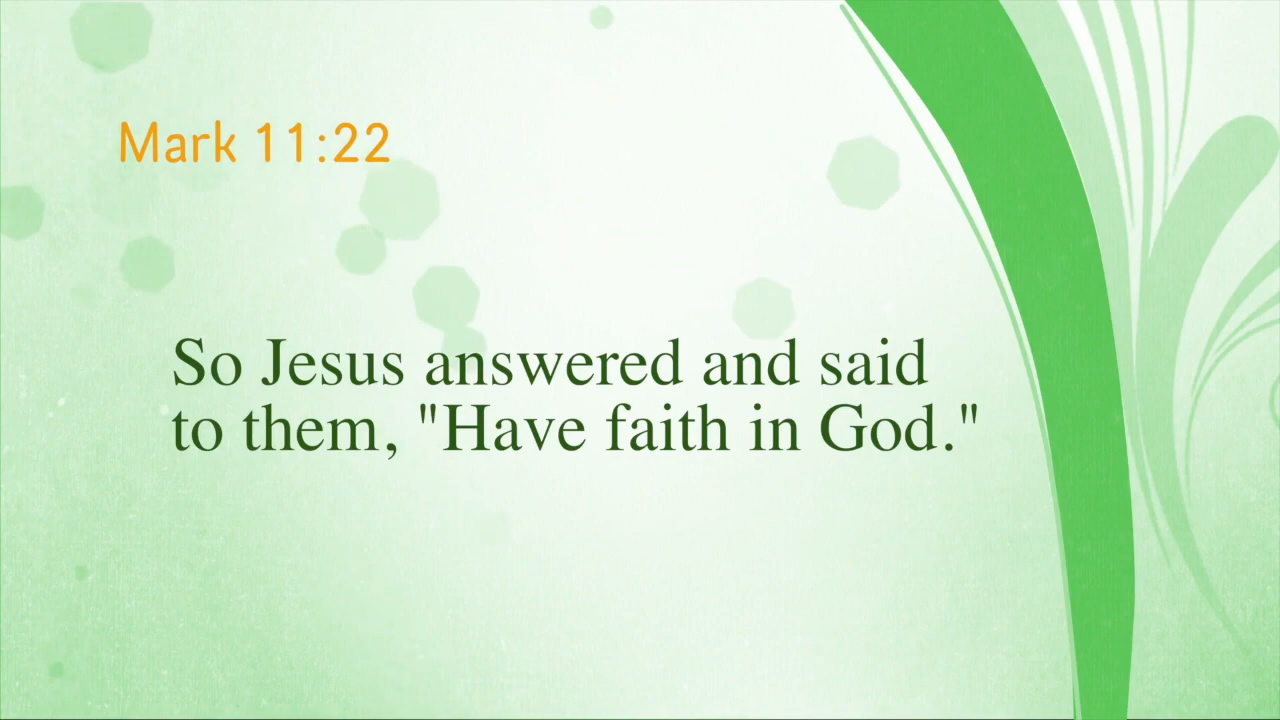 Mark 11:22
So Jesus answered and said
to them, "Have faith in God."